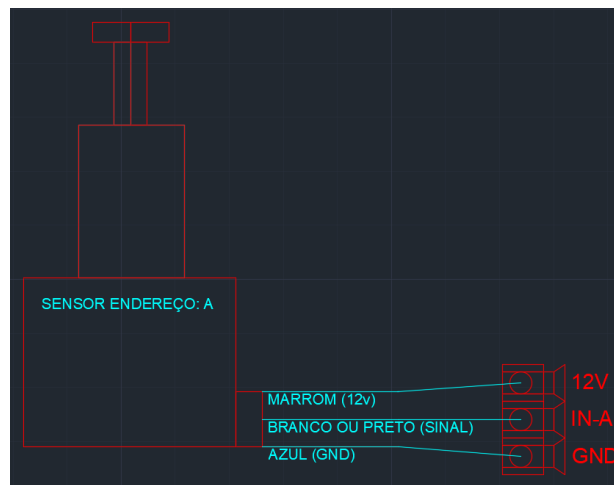 SENSOR ENDEREÇO: A
MARROM (12v)
12V
BRANCO OU PRETO (SINAL)
IN-A
AZUL (GND)
GND